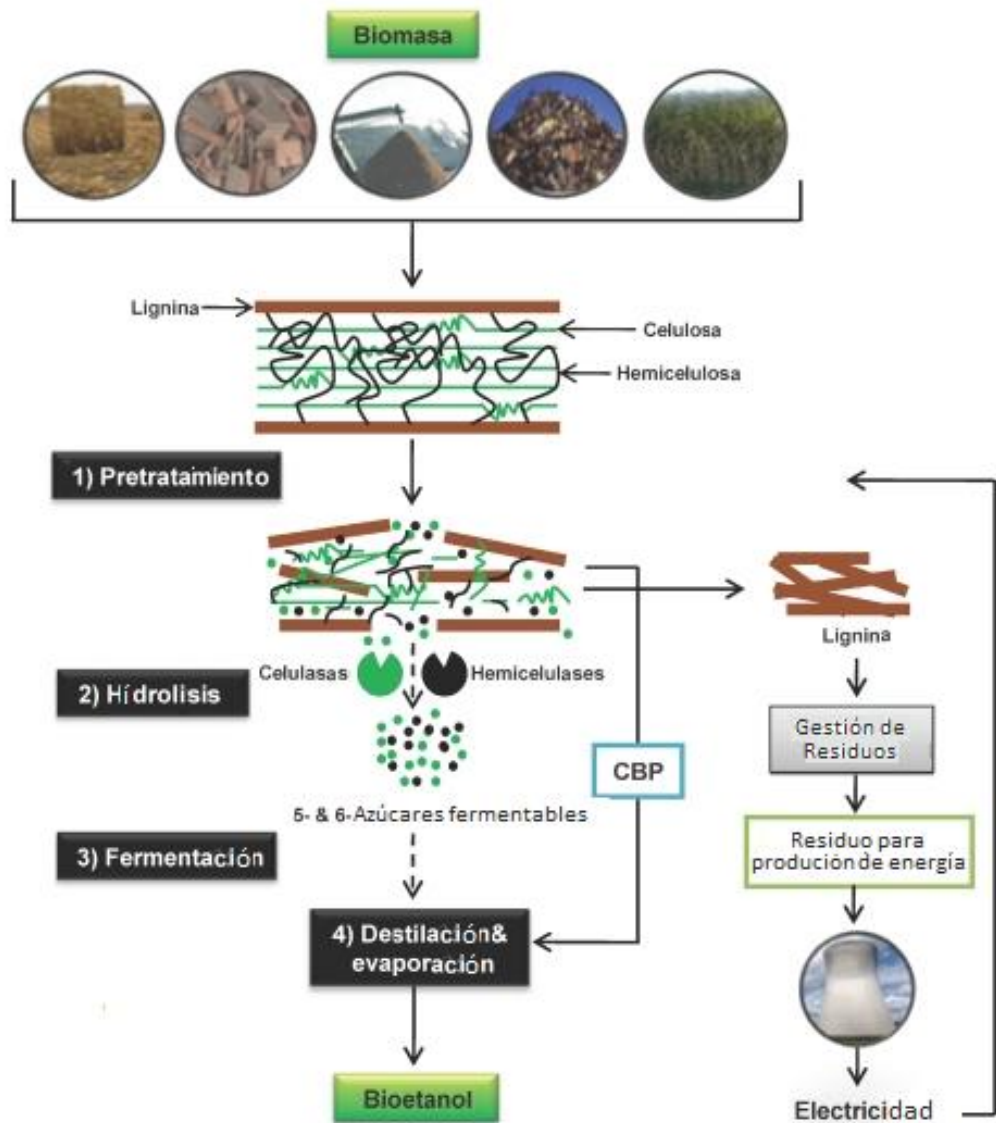 Biomasa
Lignina
Celulosa
Hemicelulosa
1) Pretratamiento
Lignina
Celulasas
Hemicelulases
2) Hídrolisis
Gestión de
Residuos
CBP
5- & 6-Azúcares fermentables
3) Fermentación
Residuo para
produción de energía
4) Destilación&
evaporación
Bioetanol
Electricidad